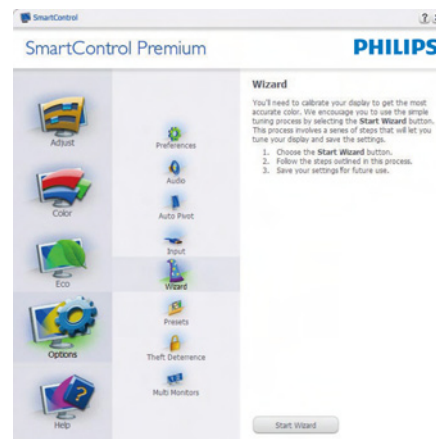 SmartControl
SmartControl Premium
PHILIPS
Adjust
Color
Eco
Options
Help
Preferences
Audio
Auto Pivot
Input
Wizard
Presets
Theft Deterrence
Multi Monitors
Wizard
You'll need to calibrate your display to get the most
accurate color. We encourage you to use the simple
tuning process by selecting the Start Wizard button.
This process involves a series of steps that will let you
tune your display and save the settings.
1. Choose the Start Wizard button.
2. Follow the steps outlined in this process.
3. Save your settings for future use.
Start Wizard